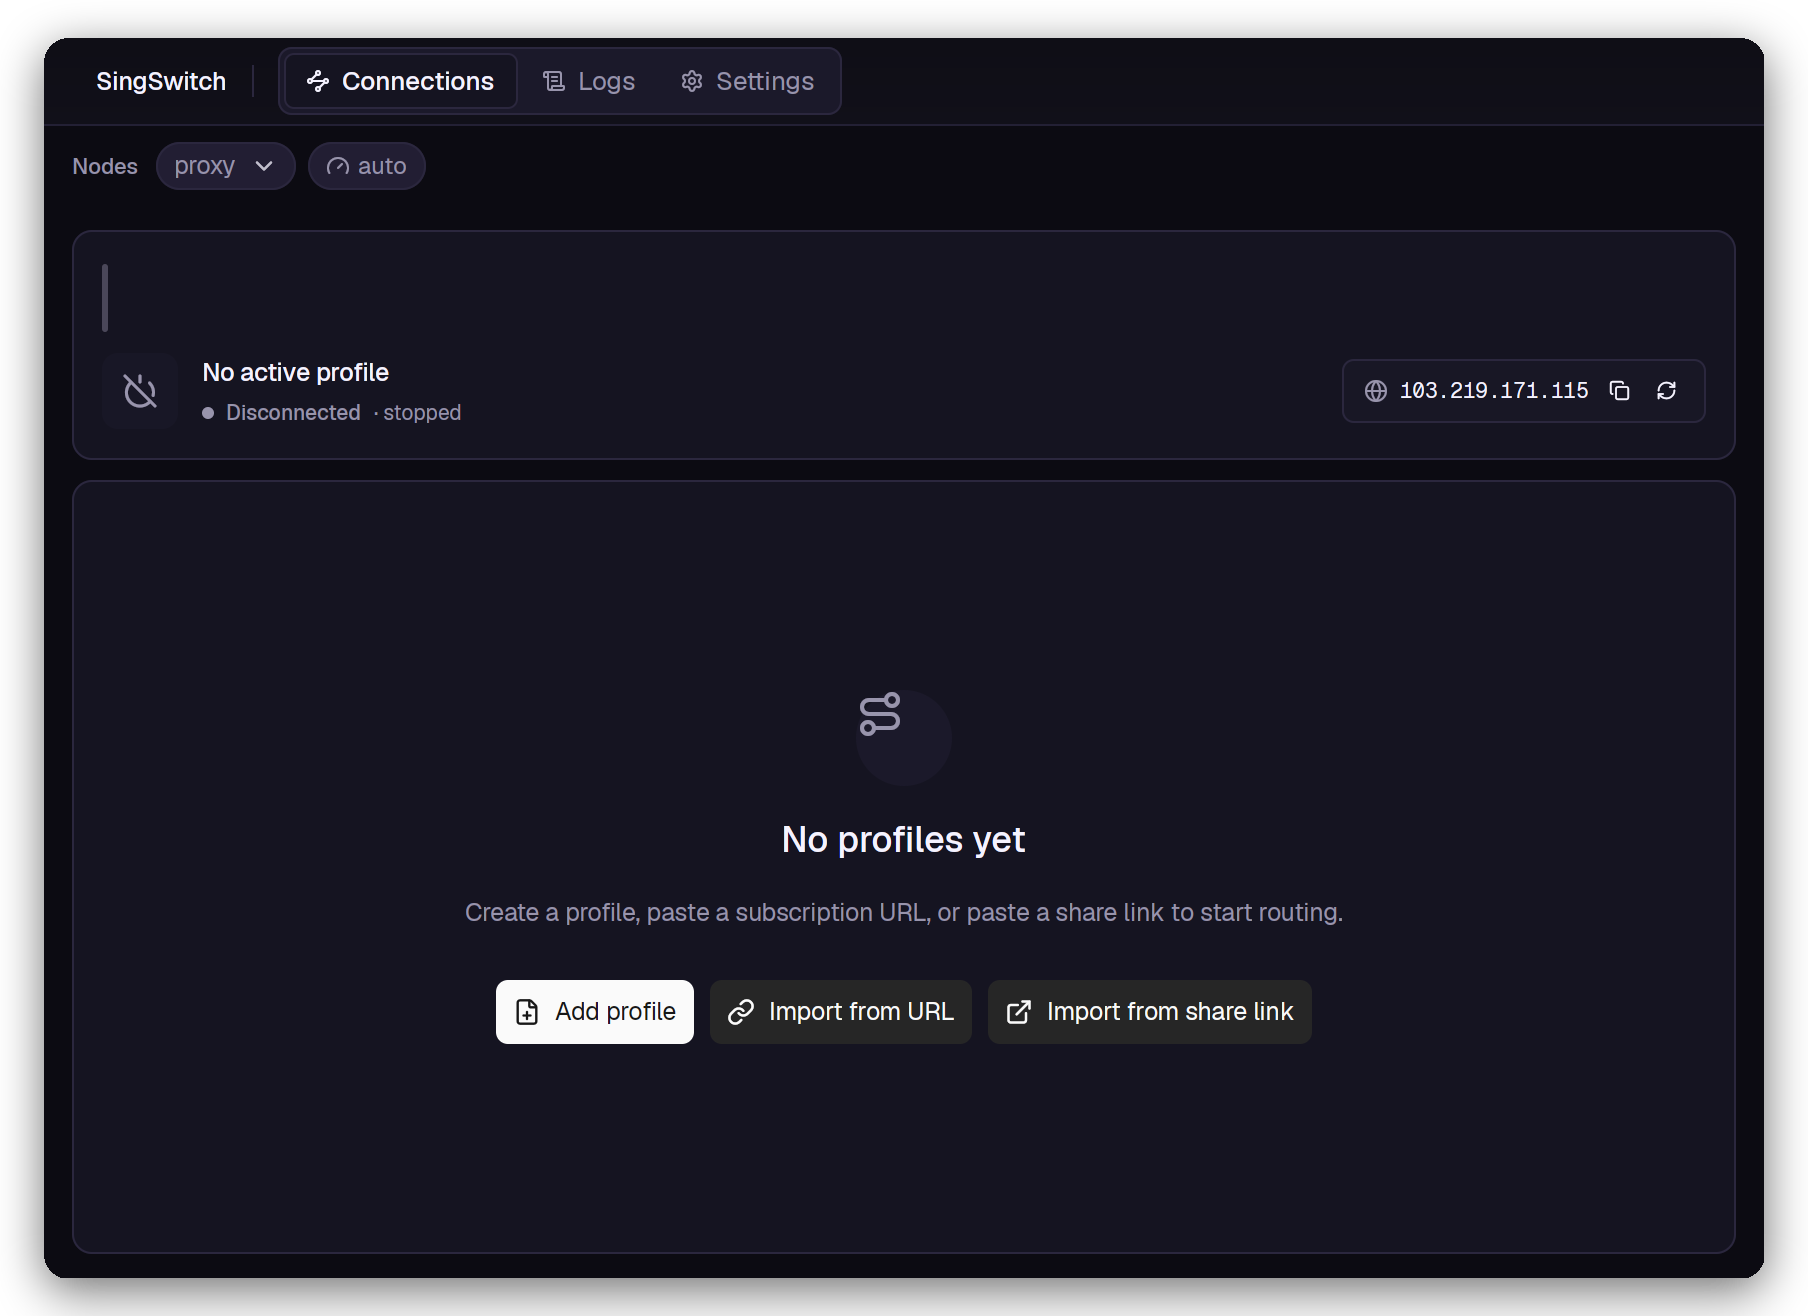 SingSwitch
Connections
Logs
Settings
Nodes
proxy
auto
No active profile
Disconnected · stopped
103.219.171.115
No profiles yet
Create a profile, paste a subscription URL, or paste a share link to start routing.
Add profile
Import from URL
Import from share link